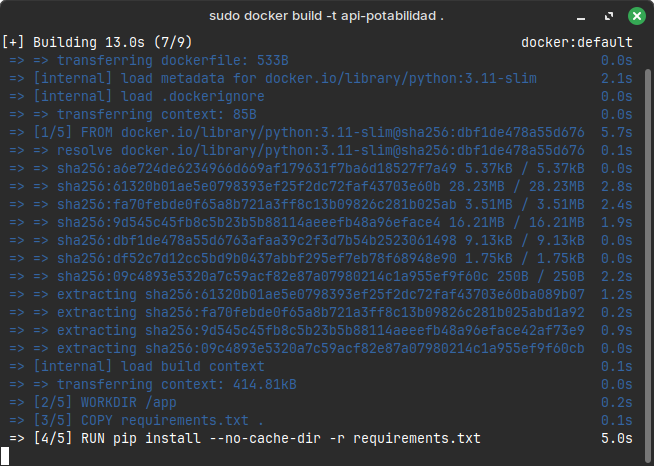 sudo docker build -t api-potabilidad .
[+] Building 13.0s (7/9) docker:default
=> => transferring dockerfile: 533B 0.0s
=> [internal] load metadata for docker.io/library/python:3.11-slim 2.1s
=> [internal] load .dockerignore 0.0s
=> => transferring context: 85B 0.0s
=> [1/5] FROM docker.io/library/python:3.11-slim@sha256:dbf1de478a55d676 5.7s
=> => resolve docker.io/library/python:3.11-slim@sha256:dbf1de478a55d676 0.1s
=> => sha256:a6e724de6234966d669af179631f7ba6d18527f7a49 5.37kB / 5.37kB 0.0s
=> => sha256:61320b01ae5e0798393ef25f2dc72faf43703e60b 28.23MB / 28.23MB 2.8s
=> => sha256:fa70febde0f65a8b721a3ff8c13b09826c281b025ab 3.51MB / 3.51MB 2.4s
=> => sha256:9d545c45fb8c5b23b5b88114aeeefb48a96eface4 16.21MB / 16.21MB 1.9s
=> => sha256:dbf1de478a55d6763afaa39c2f3d7b54b2523061498 9.13kB / 9.13kB 0.0s
=> => sha256:df52c7d12cc5bd9b0437abbf295ef7eb78f68948e90 1.75kB / 1.75kB 0.0s
=> => sha256:09c4893e5320a7c59acf82e87a07980214c1a955ef9f60c 250B / 250B 2.2s
=> => extracting sha256:61320b01ae5e0798393ef25f2dc72faf43703e60ba089b07 1.2s
=> => extracting sha256:fa70febde0f65a8b721a3ff8c13b09826c281b025abd1a92 0.2s
=> => extracting sha256:9d545c45fb8c5b23b5b88114aeeefb48a96eface42af73e9 0.9s
=> => extracting sha256:09c4893e5320a7c59acf82e87a07980214c1a955ef9f60cb 0.0s
=> [internal] load build context 0.1s
=> => transferring context: 414.81kB 0.0s
=> [2/5] WORKDIR /app 0.2s
=> [3/5] COPY requirements.txt . 0.1s
=> [4/5] RUN pip install --no-cache-dir -r requirements.txt 5.0s